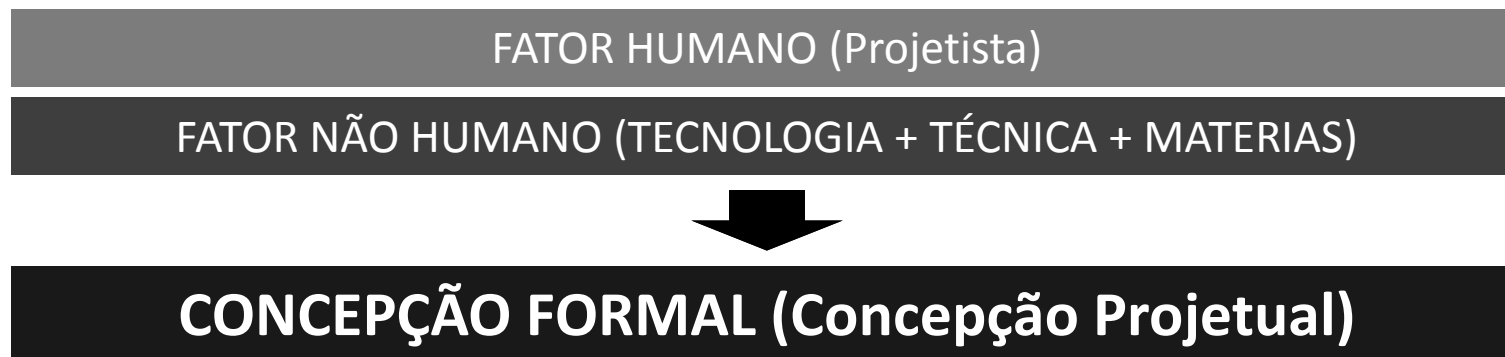 FATOR HUMANO (Projetista)
FATOR NÃO HUMANO (TECNOLOGIA + TÉCNICA + MATERIAS)
CONCEPÇÃO FORMAL (Concepção Projetual)